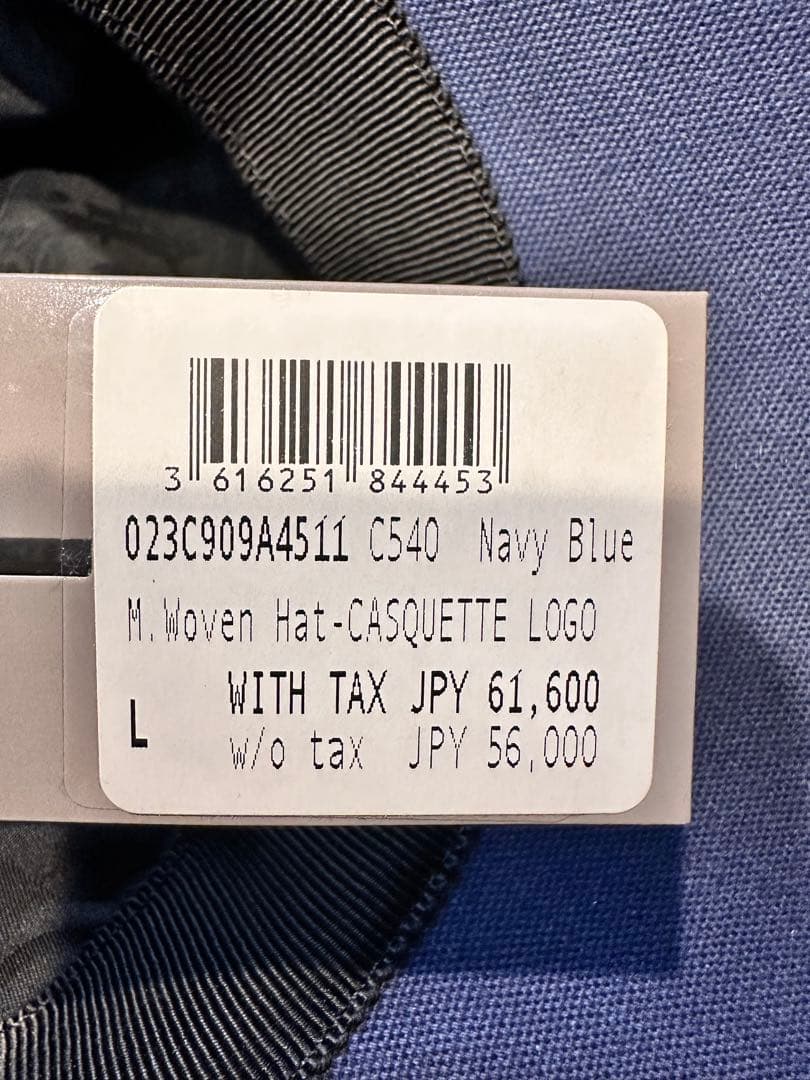 3 616251 844453
023C909A4511 C540 Navy Blue
M.Woven Hat-CASQUETTE LOGO
WITH TAX JPY 61,600
L w/o tax JPY 56,000